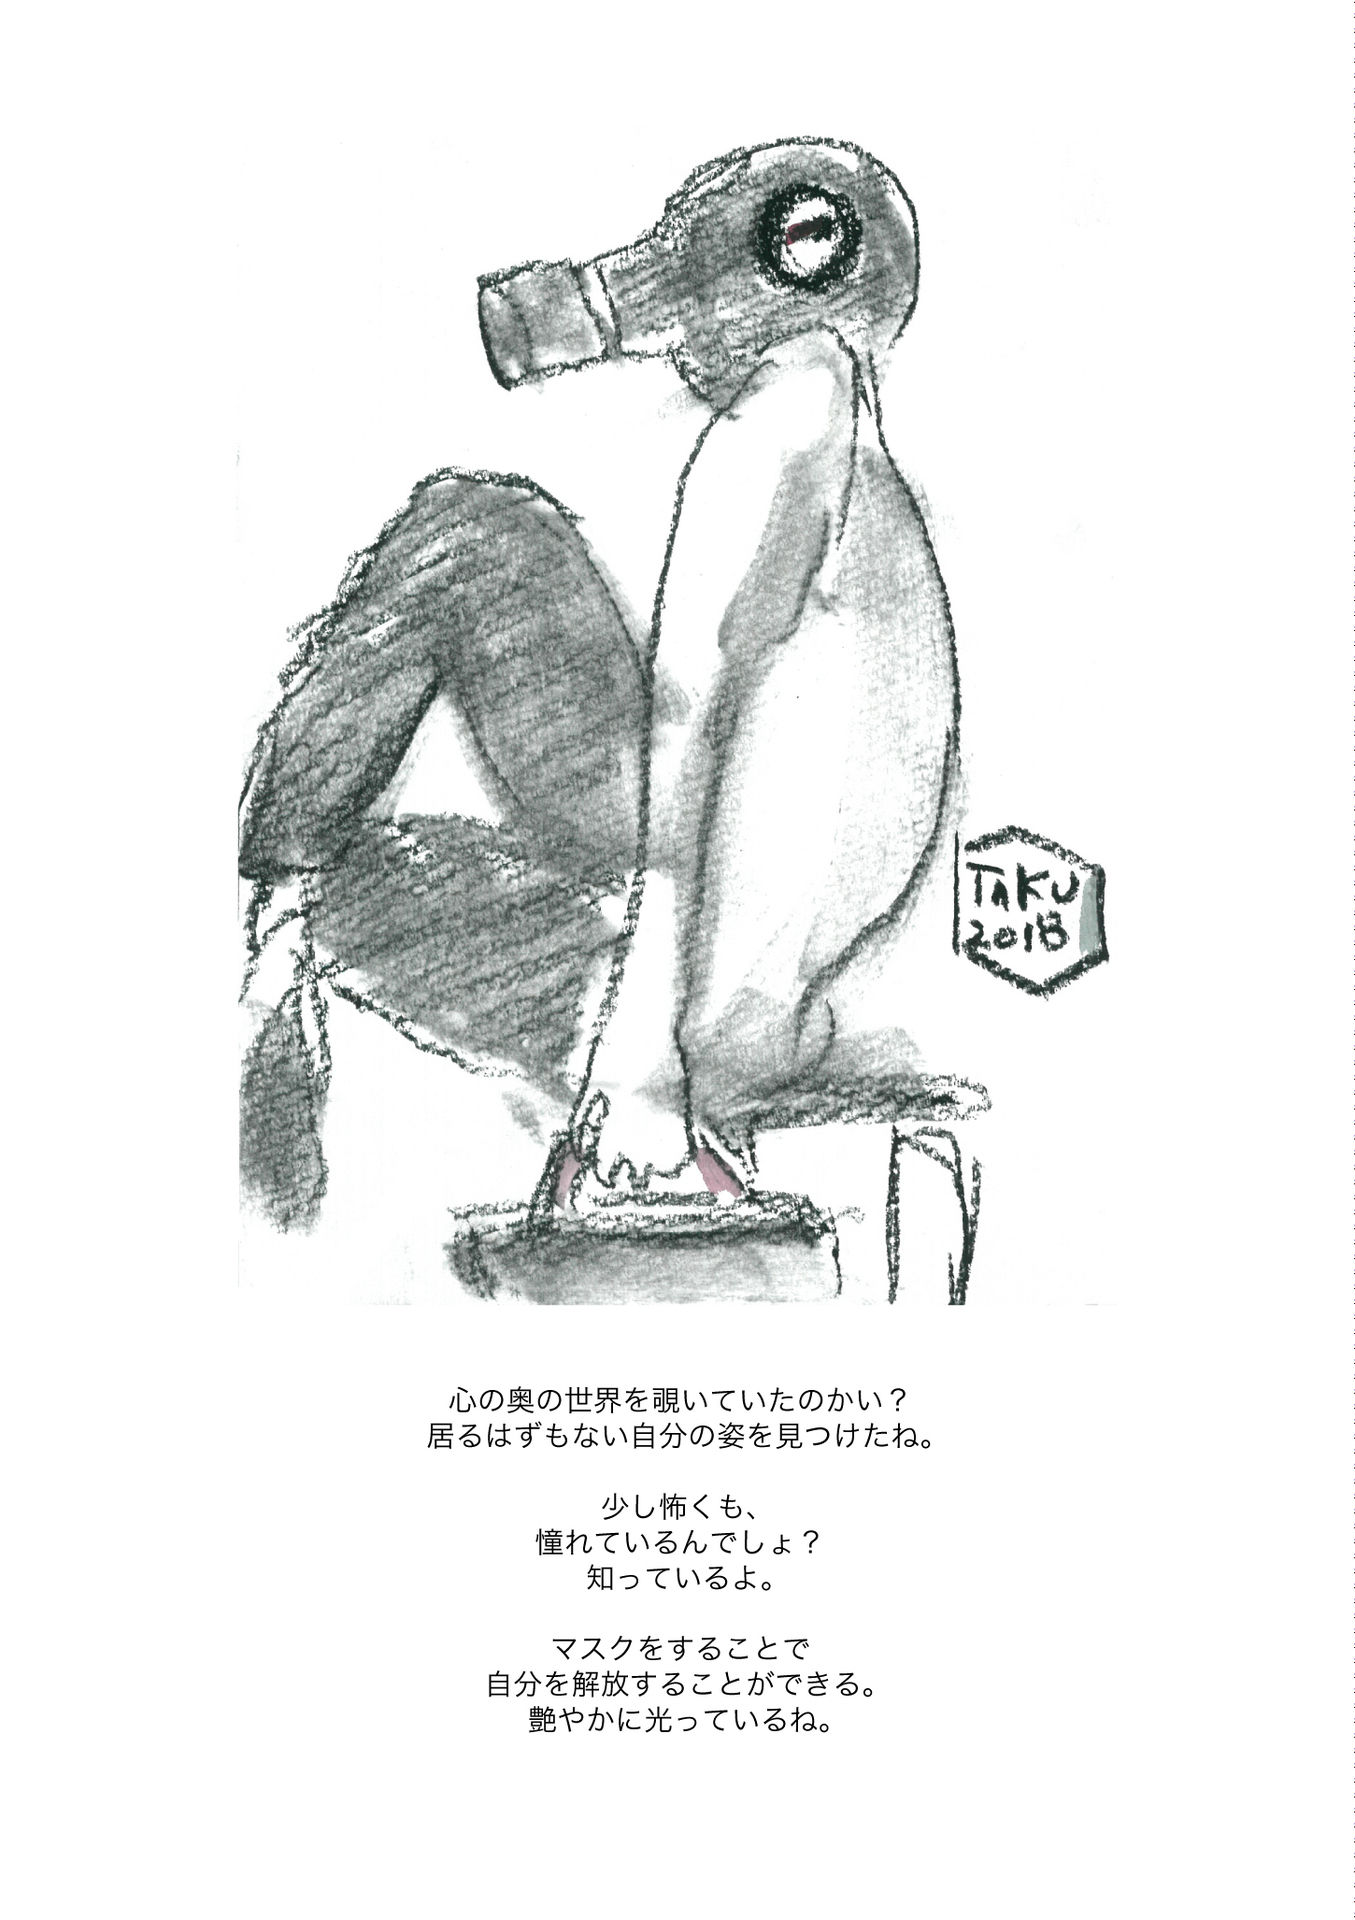 TAKU
2018
心の奥の世界を覗いていたのかい？
居るはずもない自分の姿を見つけたね。
少し怖くも、
憧れているんでしょ？
知っているよ。
マスクをすることで
自分を解放することができる。
艶やかに光っているね。